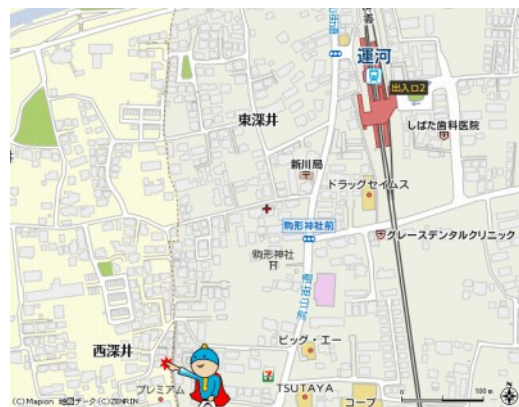 運河
出入口2
東深井
しばた歯科医院
新川局
ドラッグセイムス
駒形神社前
グレースデンタルクリニック
駒形神社
ビッグ・エー
西深井
プレミアム
TSUTAYA
コープ
100m
(C)Mapion 地図データ(C)ZENRIN